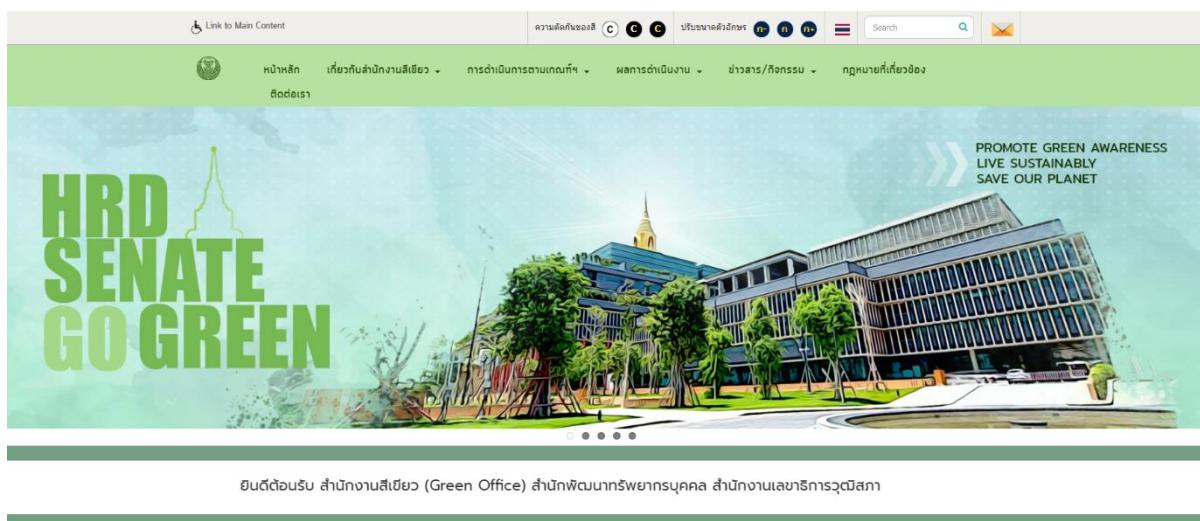 Link to Main Content
ความตัดกันของสี C C C ปรับขนาดตัวอักษร ก- ก ก+ Search
หน้าหลัก เกี่ยวกับสำนักงานสีเขียว การดำเนินการตามเกณฑ์ฯ ผลการดำเนินงาน ข่าวสาร/กิจกรรม กฎหมายที่เกี่ยวข้อง
ติดต่อเรา
PROMOTE GREEN AWARENESS
LIVE SUSTAINABLY
SAVE OUR PLANET
HRD
SENATE
GO GREEN
ยินดีต้อนรับ สำนักงานสีเขียว (Green Office) สำนักพัฒนาทรัพยากรบุคคล สำนักงานเลขาธิการวุฒิสภา